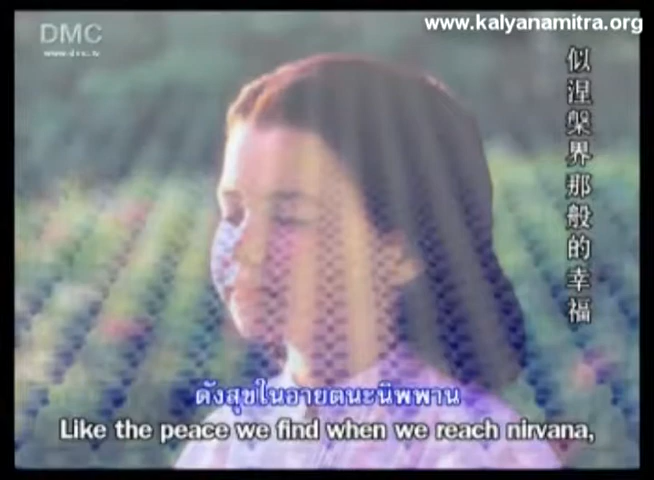 www.kalyanamitra.org
DMC
www.dmc.tv
似涅槃界那般的幸福
ดังสุขในอายตนะนิพพาน
Like the peace we find when we reach nirvana,